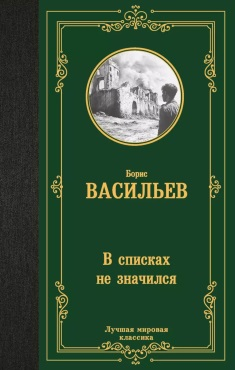 Борис
ВАСИЛЬЕВ
В списках
не значился
Лучшая мировая
классика